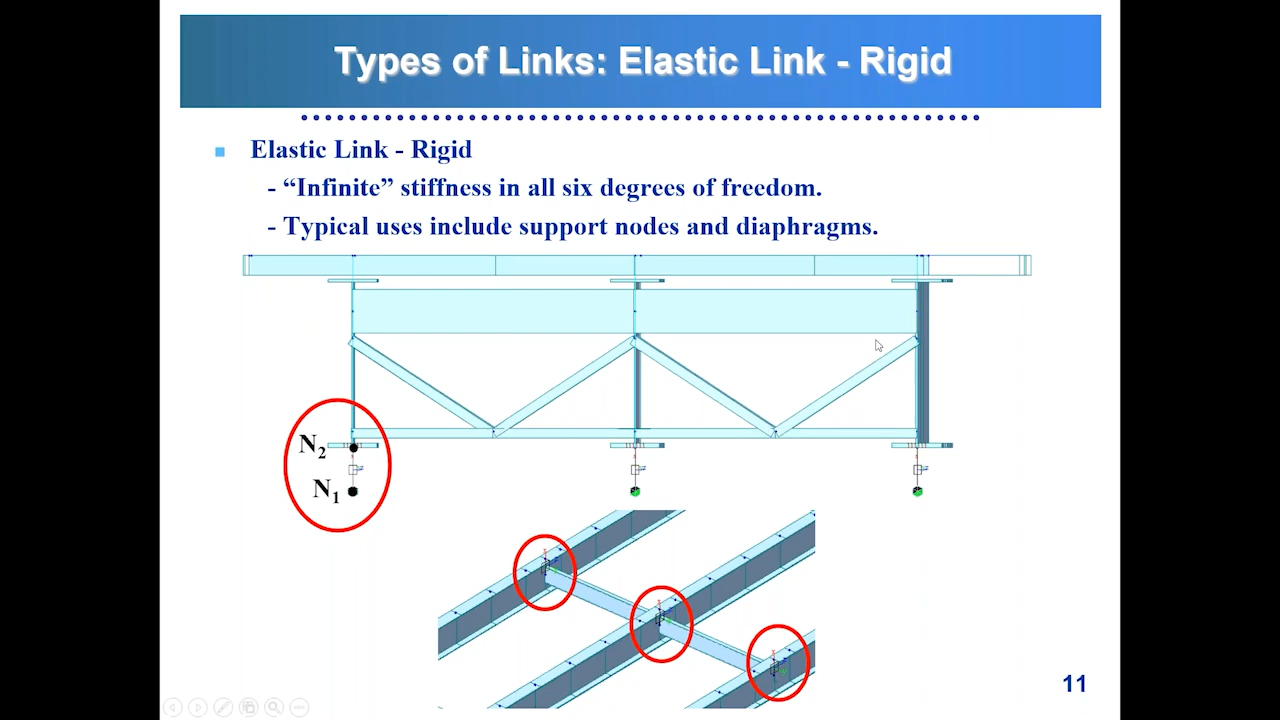 Types of Links: Elastic Link - Rigid
Elastic Link - Rigid
- “Infinite” stiffness in all six degrees of freedom.
- Typical uses include support nodes and diaphragms.
N2
N1
11